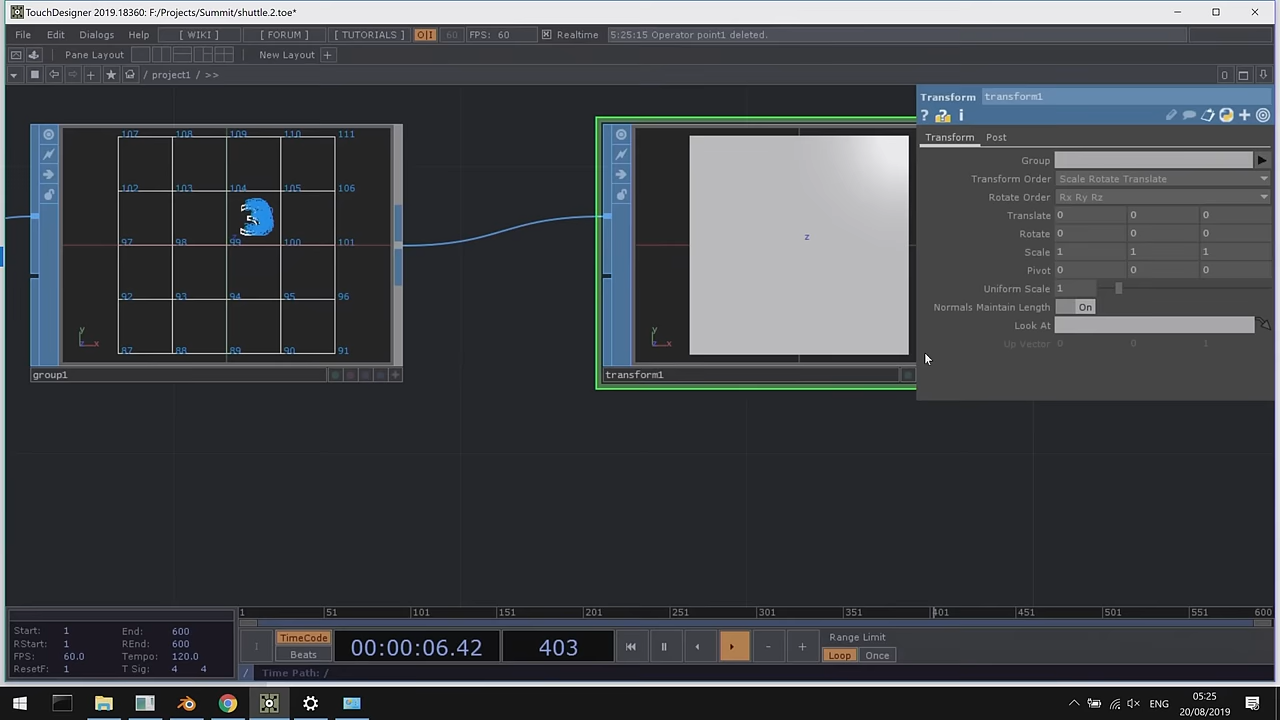 TouchDesigner 2019.18360: F:/Projects/Summit/shuttle.2.toe*
File Edit Dialogs Help [ WIKI ] [ FORUM ] [ TUTORIALS ] O|I 60 FPS: 60 Realtime 5:25:15 Operator point1 deleted.
Pane Layout New Layout +
/ project1 / >> 0
Transform transform1
? i
Transform Post
Group
Transform Order Scale Rotate Translate
Rotate Order Rx Ry Rz
Translate 0 0 0
Rotate 0 0 0
Scale 1 1 1
Pivot 0 0 0
Uniform Scale 1
Normals Maintain Length On
Look At
Up Vector 0 0 1
107 108 109 110 111
102 103 104 105 106
97 98 99 100 101
92 93 94 95 96
87 88 89 90 91
y
x
group1
z
y
x
transform1
1 51 101 151 201 251 301 351 401 451 501 551 600
Start: 1 End: 600
RStart: 1 REnd: 600
FPS: 60.0 Tempo: 120.0
ResetF: 1 T Sig: 4 4
TimeCode
Beats
00:00:06.42 403
- +
Range Limit
Loop Once
/ Time Path: /
ENG
05:25
20/08/2019